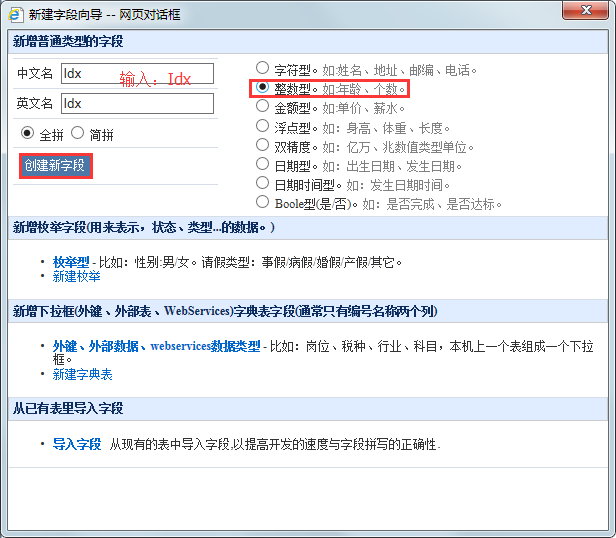 新建字段向导 -- 网页对话框
新增普通类型的字段
中文名 Idx
输入：Idx
英文名 Idx
全拼 简拼
创建新字段
字符型。如:姓名、地址、邮编、电话。
整数型。如:年龄、个数。
金额型。如:单价、薪水。
浮点型。如：身高、体重、长度。
双精度。如：亿万、兆数值类型单位。
日期型。如：出生日期、发生日期。
日期时间型。如：发生日期时间。
Boole型(是/否)。如：是否完成、是否达标。
新增枚举字段(用来表示，状态、类型...的数据。)
• 枚举型 - 比如：性别:男/女。请假类型：事假/病假/婚假/产假/其它。
• 新建枚举
新增下拉框(外键、外部表、WebServices)字典表字段(通常只有编号名称两个列)
• 外键、外部数据、webservices数据类型 - 比如：岗位、税种、行业、科目，本机上一个表组成一个下拉
框。
• 新建字典表
从已有表里导入字段
• 导入字段 从现有的表中导入字段,以提高开发的速度与字段拼写的正确性.